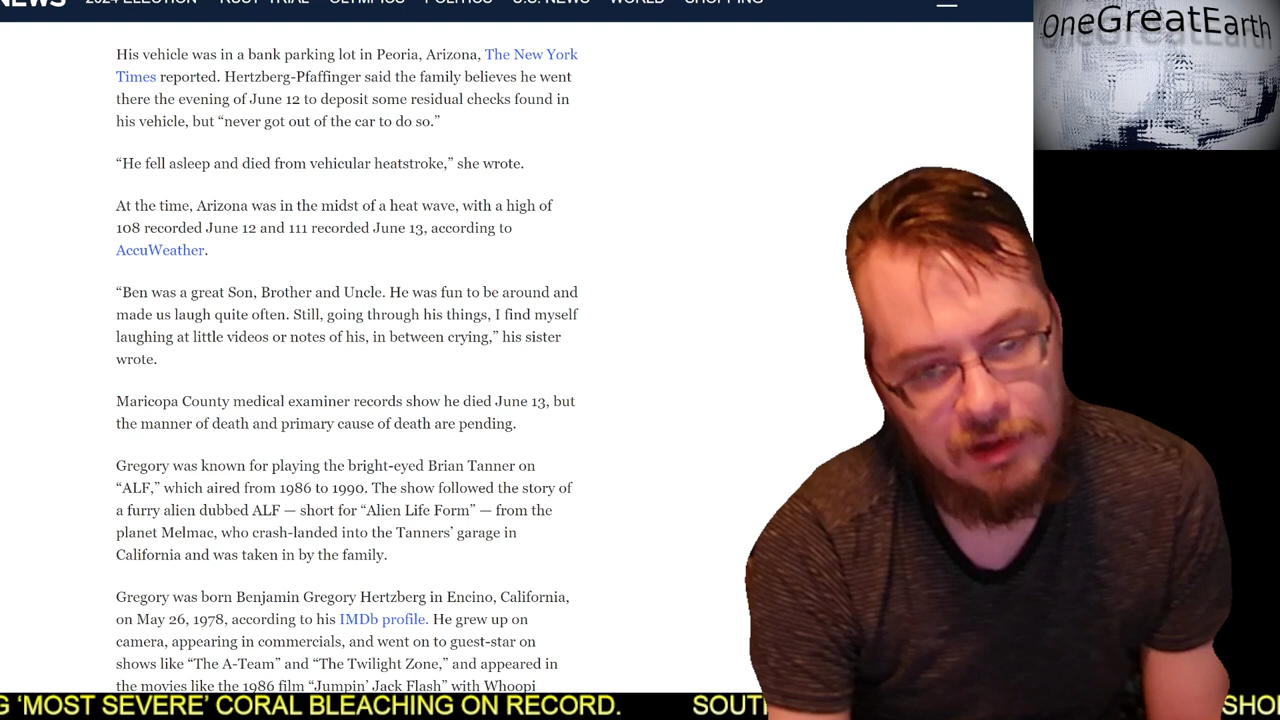 NEWS 2024 ELECTION RUST TRIAL OLYMPICS POLITICS U.S. NEWS WORLD SHOPPING
OneGreatEarth
His vehicle was in a bank parking lot in Peoria, Arizona, The New York
Times reported. Hertzberg-Pfaffinger said the family believes he went
there the evening of June 12 to deposit some residual checks found in
his vehicle, but “never got out of the car to do so.”
“He fell asleep and died from vehicular heatstroke,” she wrote.
At the time, Arizona was in the midst of a heat wave, with a high of
108 recorded June 12 and 111 recorded June 13, according to
AccuWeather.
“Ben was a great Son, Brother and Uncle. He was fun to be around and
made us laugh quite often. Still, going through his things, I find myself
laughing at little videos or notes of his, in between crying,” his sister
wrote.
Maricopa County medical examiner records show he died June 13, but
the manner of death and primary cause of death are pending.
Gregory was known for playing the bright-eyed Brian Tanner on
“ALF,” which aired from 1986 to 1990. The show followed the story of
a furry alien dubbed ALF — short for “Alien Life Form” — from the
planet Melmac, who crash-landed into the Tanners’ garage in
California and was taken in by the family.
Gregory was born Benjamin Gregory Hertzberg in Encino, California,
on May 26, 1978, according to his IMDb profile. He grew up on
camera, appearing in commercials, and went on to guest-star on
shows like “The A-Team” and “The Twilight Zone,” and appeared in
the movies like the 1986 film “Jumpin’ Jack Flash” with Whoopi
G ‘MOST SEVERE’ CORAL BLEACHING ON RECORD. SOUT SHO